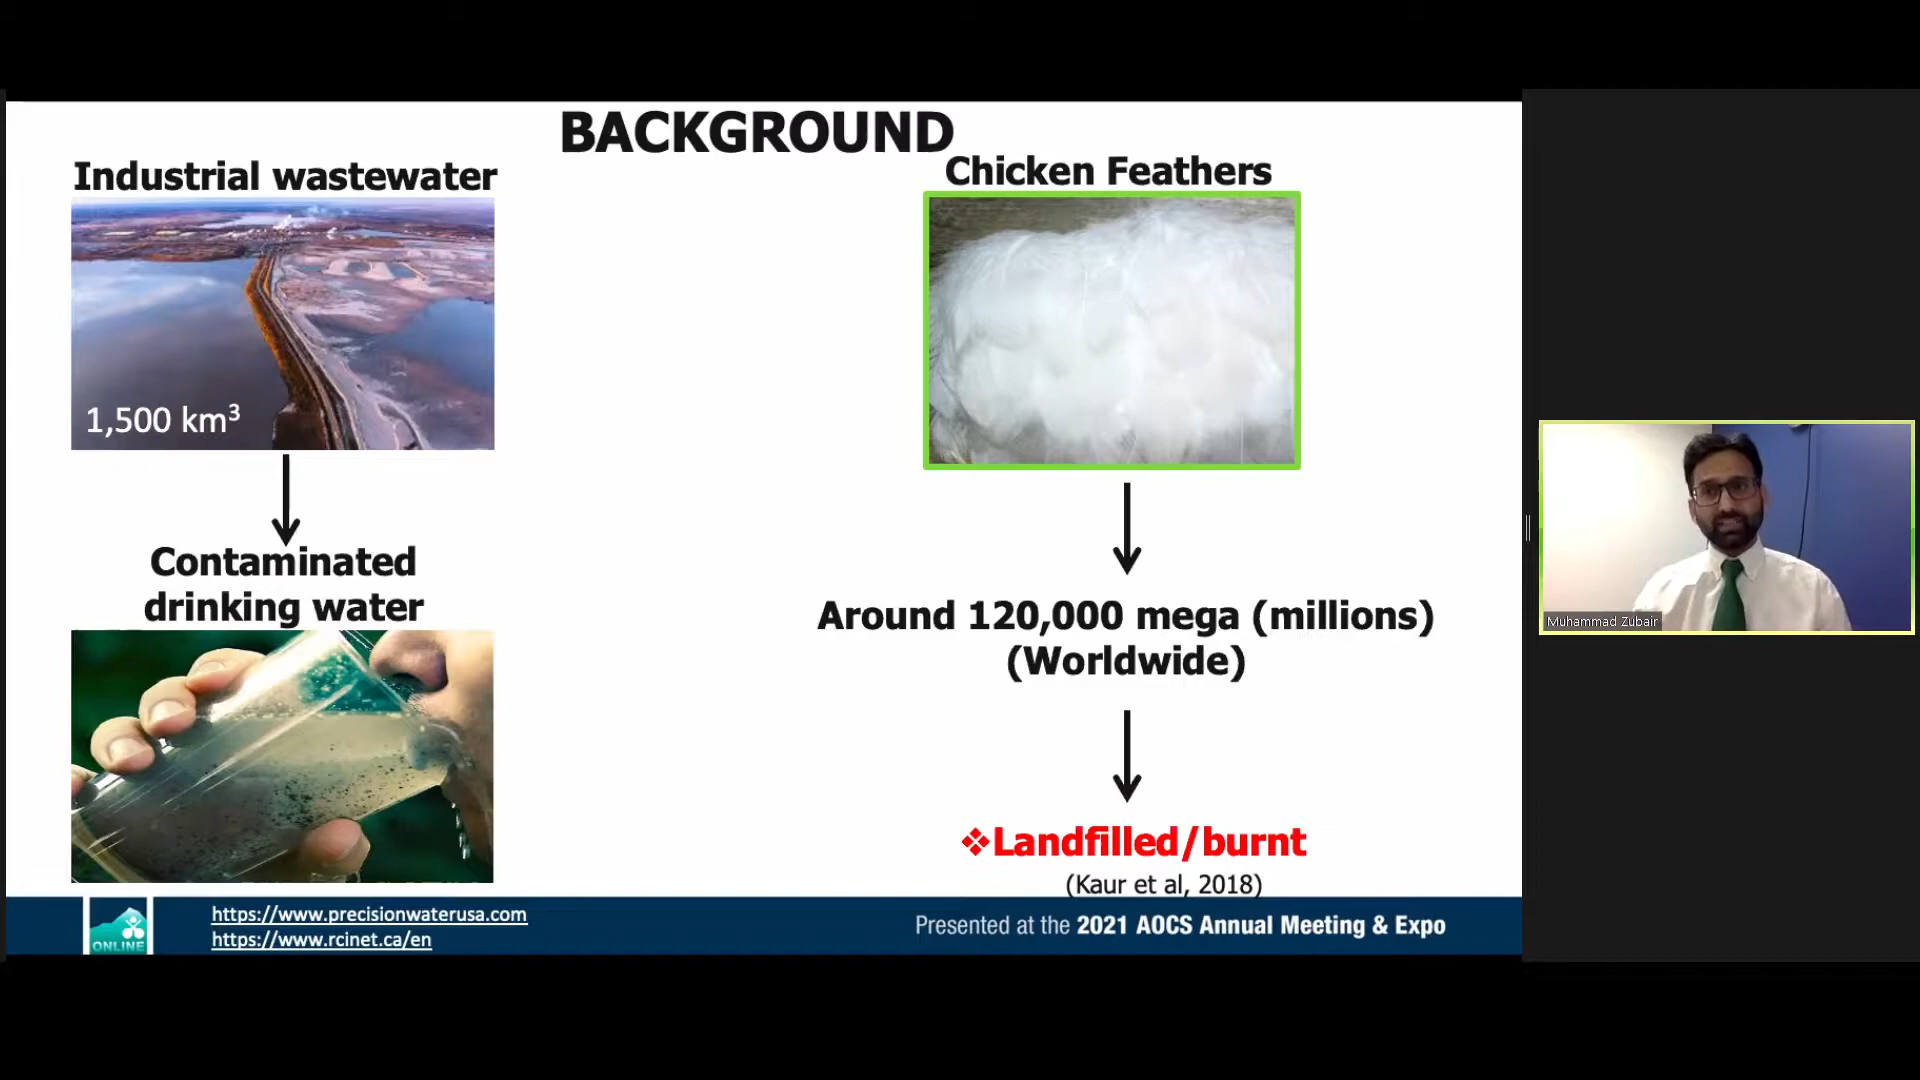 BACKGROUND
Industrial wastewater
1,500 km³
Contaminated
drinking water
Chicken Feathers
Around 120,000 mega (millions)
(Worldwide)
❖Landfilled/burnt
(Kaur et al, 2018)
ONLINE
https://www.precisionwaterusa.com
https://www.rcinet.ca/en
Presented at the 2021 AOCS Annual Meeting & Expo
Muhammad Zubair